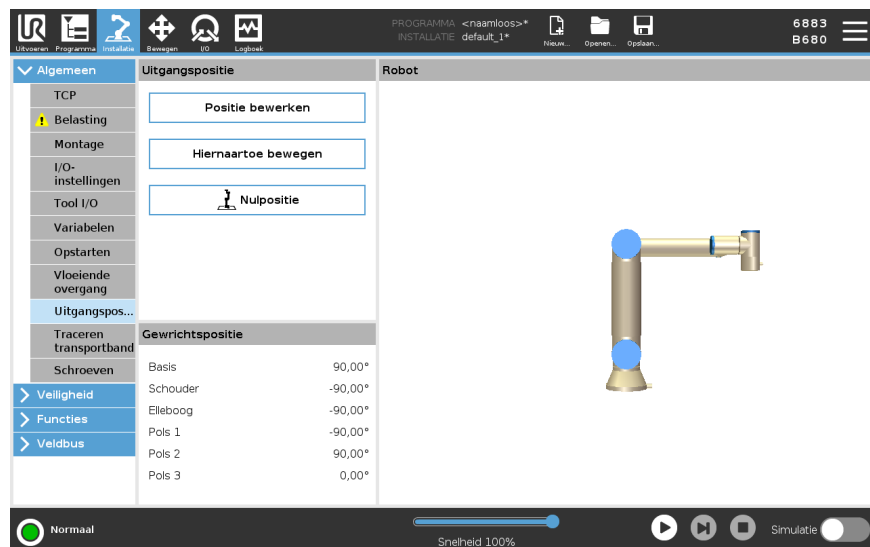 UR
Uitvoeren
Programma
Installatie
Bewegen
I/O
Logboek
PROGRAMMA <naamloos>*
INSTALLATIE default_1*
Nieuw...
Openen...
Opslaan...
6883
B680
Algemeen
TCP
Belasting
Montage
I/O-
instellingen
Tool I/O
Variabelen
Opstarten
Vloeiende
overgang
Uitgangspos...
Traceren
transportband
Schroeven
Veiligheid
Functies
Veldbus
Uitgangspositie
Positie bewerken
Hiernaartoe bewegen
Nulpositie
Gewrichtspositie
Basis 90,00°
Schouder -90,00°
Elleboog -90,00°
Pols 1 -90,00°
Pols 2 90,00°
Pols 3 0,00°
Robot
Normaal
Snelheid 100%
Simulatie